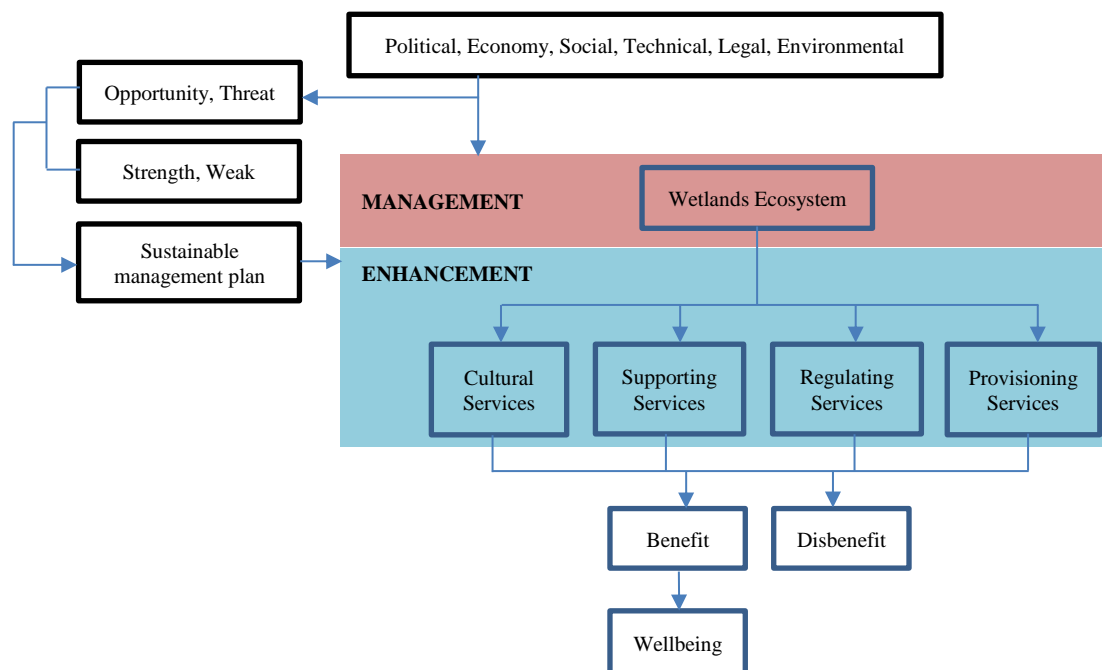 Political, Economy, Social, Technical, Legal, Environmental
Opportunity, Threat
Strength, Weak
Sustainable
management plan
MANAGEMENT
Wetlands Ecosystem
ENHANCEMENT
Cultural
Services
Supporting
Services
Regulating
Services
Provisioning
Services
Benefit
Disbenefit
Wellbeing